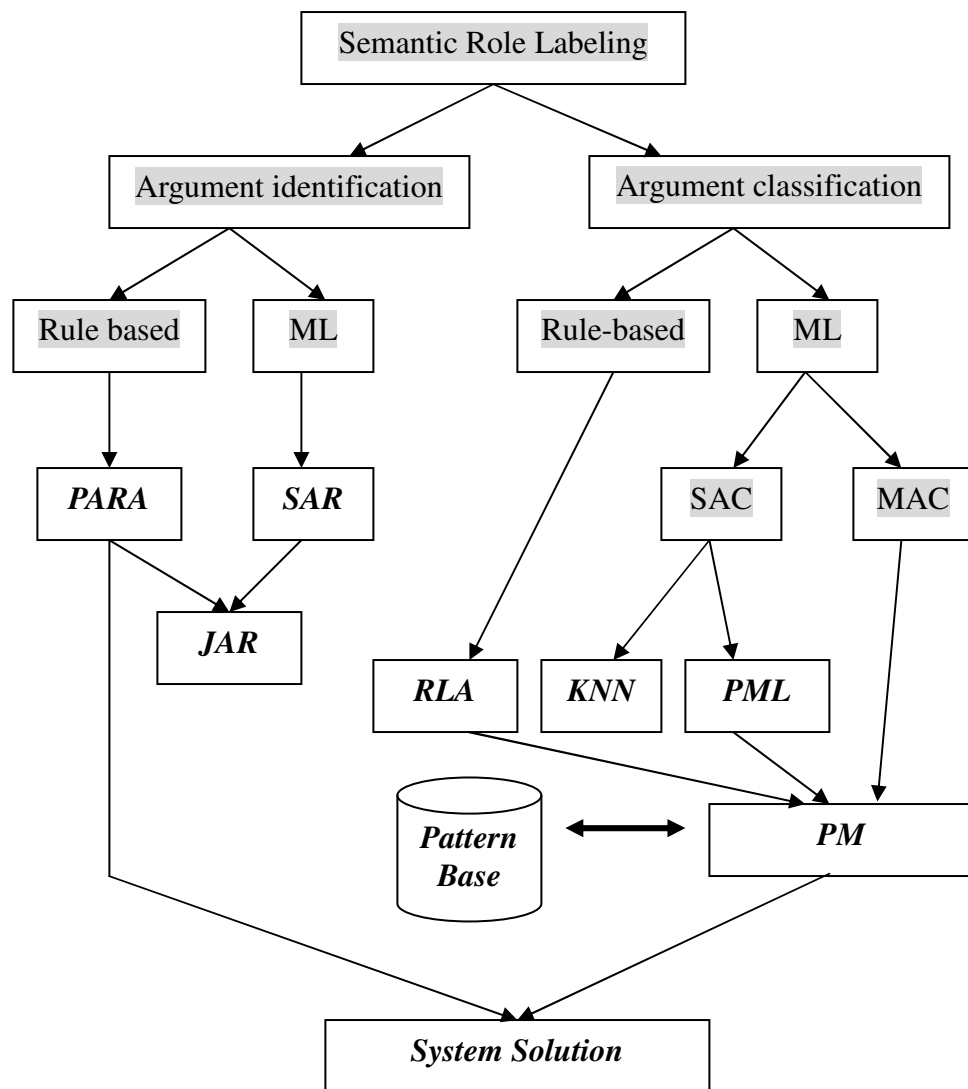 Semantic Role Labeling
Argument identification
Argument classification
Rule based
ML
Rule-based
ML
PARA
SAR
SAC
MAC
JAR
RLA
KNN
PML
Pattern
Base
PM
System Solution